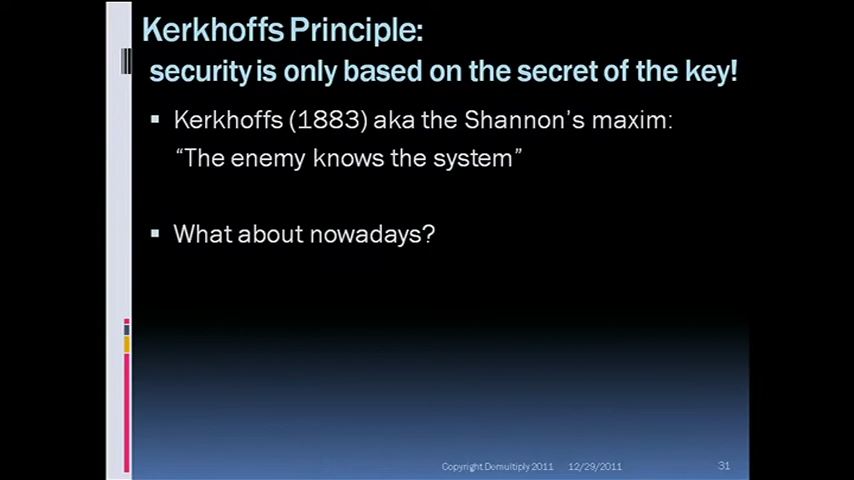 Kerkhoffs Principle:
security is only based on the secret of the key!
▪ Kerkhoffs (1883) aka the Shannon's maxim:
“The enemy knows the system”
▪ What about nowadays?
Copyright Domultiply 2011 12/29/2011 31